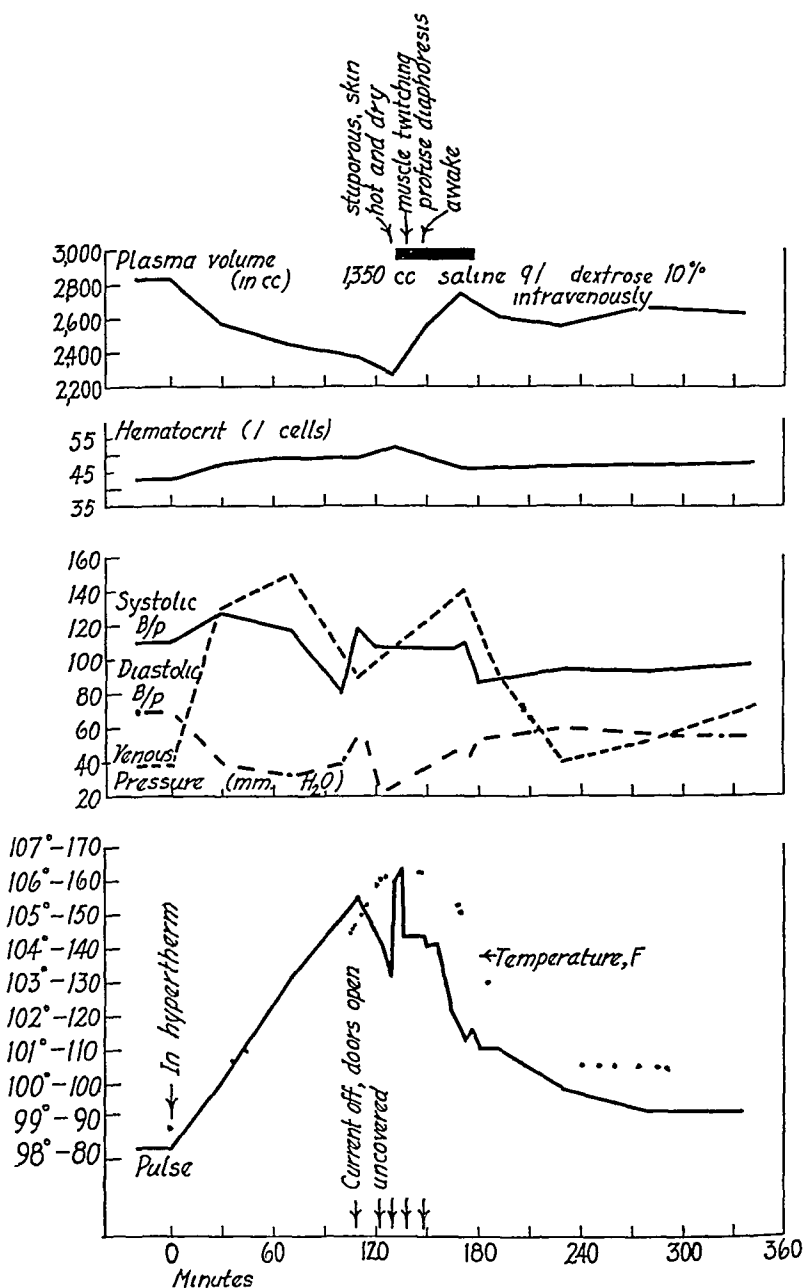 stuporous, skin
hot and dry
muscle twitching
profuse diaphoresis
awake
3,000
2,800
2,600
2,400
2,200
Plasma volume
(in cc)
1,350 cc saline 9/ dextrose 10%
intravenously
Hematocrit (/ cells)
55
45
35
160
140
120
100
80
60
40
20
Systolic
B/p
Diastolic
B/p
Venous
Pressure (mm. H₂O)
107°-170
106°-160
105°-150
104°-140
103°-130
102°-120
101°-110
100°-100
99°-90
98°-80
In hypertherm
Current off, doors open
uncovered
←Temperature, F
Pulse
0 60 120 180 240 300 360
Minutes